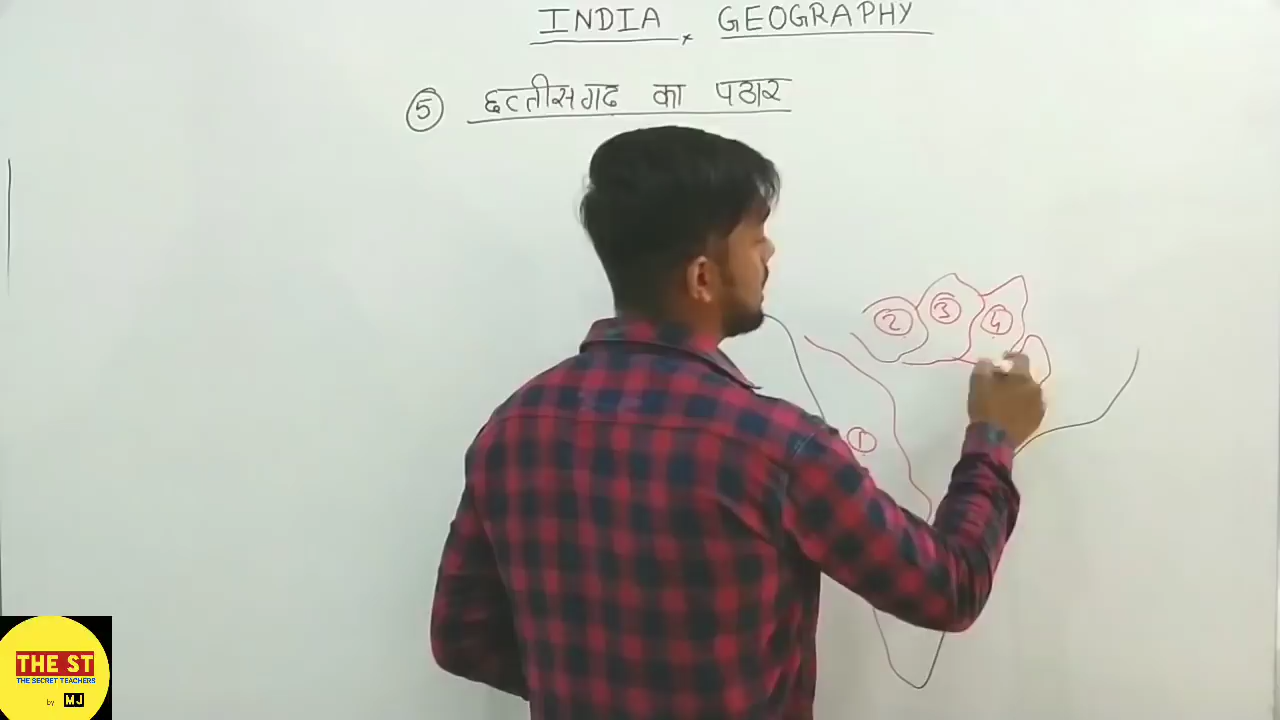 INDIA GEOGRAPHY
5 छत्तीसगढ का पठार
2 3 4
1
THE ST
THE SECRET TEACHERS
by MJ